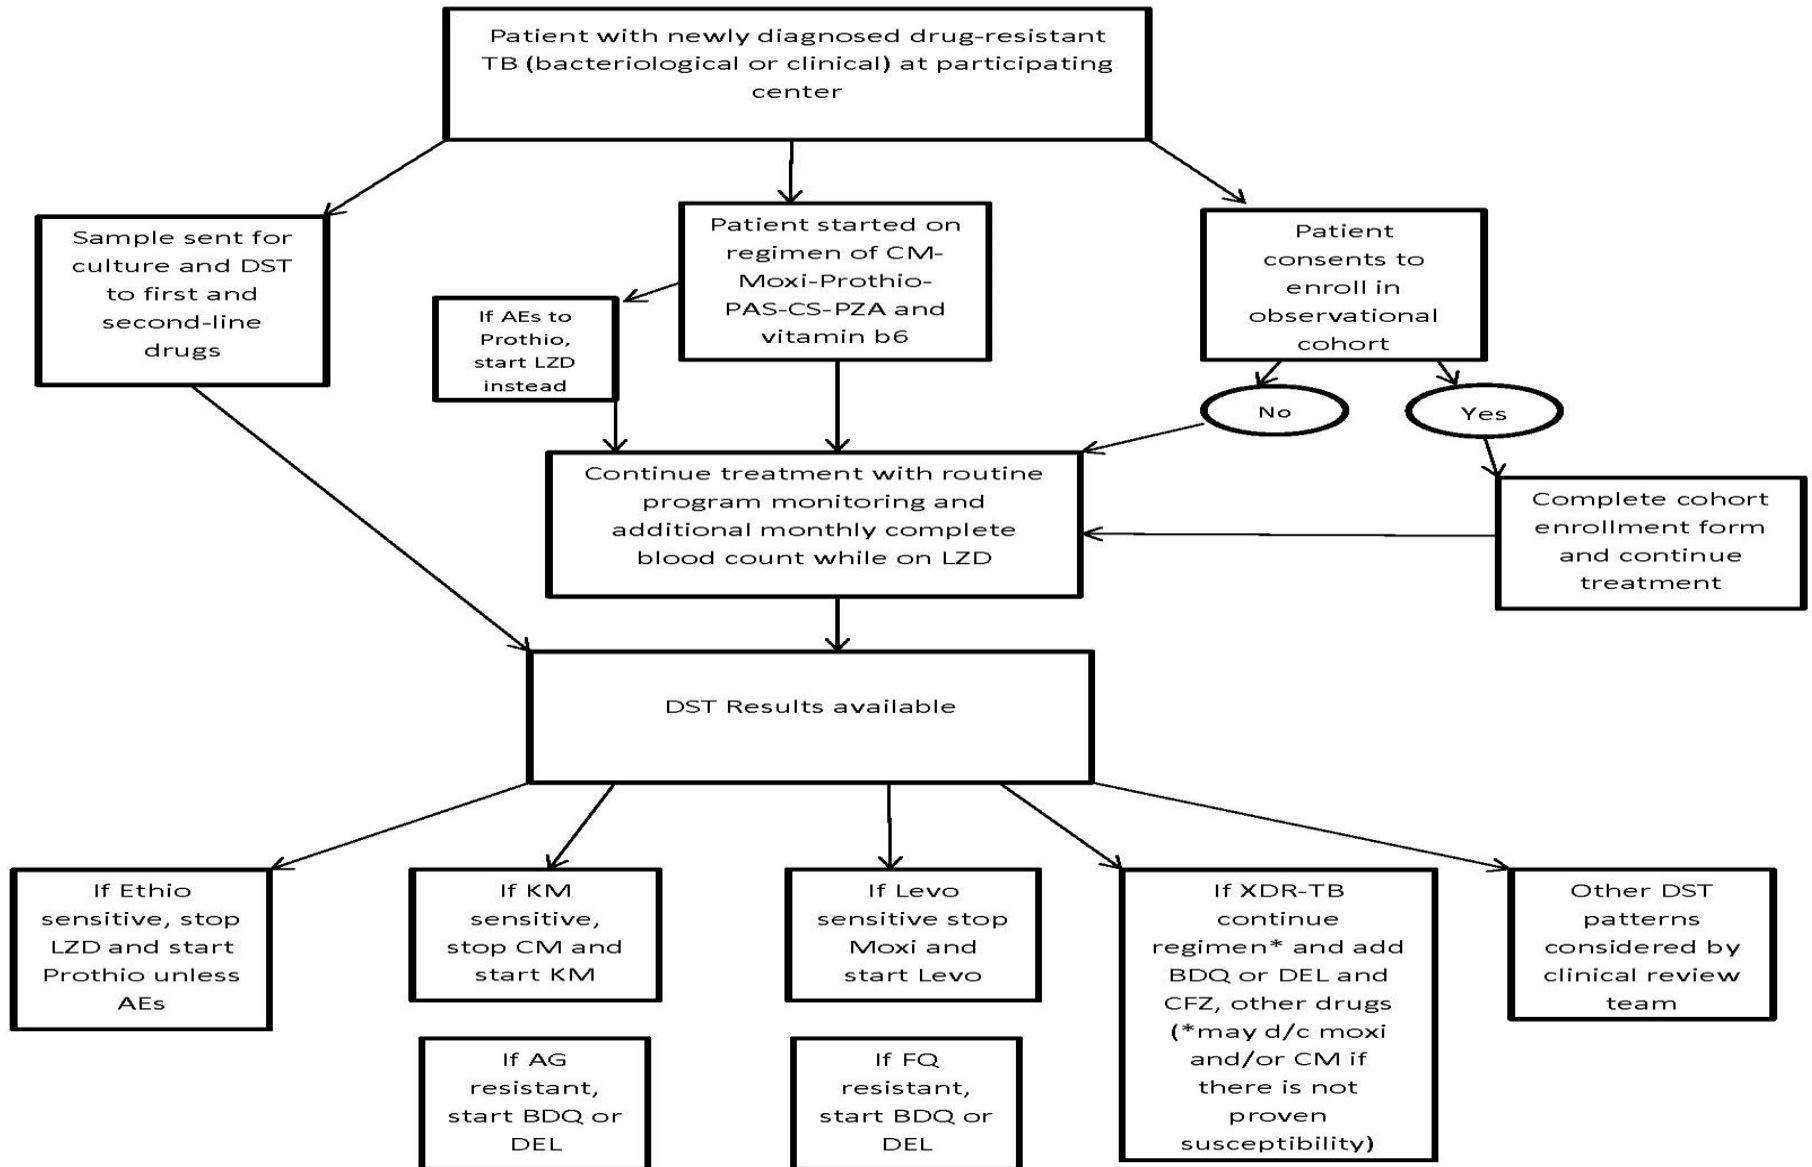 Patient with newly diagnosed drug-resistant
TB (bacteriological or clinical) at participating
center
Sample sent for
culture and DST
to first and
second-line
drugs
If AEs to
Prothio,
start LZD
instead
Patient started on
regimen of CM-
Moxi-Prothio-
PAS-CS-PZA and
vitamin b6
Patient
consents to
enroll in
observational
cohort
No
Yes
Continue treatment with routine
program monitoring and
additional monthly complete
blood count while on LZD
Complete cohort
enrollment form
and continue
treatment
DST Results available
If Ethio
sensitive, stop
LZD and start
Prothio unless
AEs
If KM
sensitive,
stop CM and
start KM
If AG
resistant,
start BDQ or
DEL
If Levo
sensitive stop
Moxi and
start Levo
If FQ
resistant,
start BDQ or
DEL
If XDR-TB
continue
regimen* and add
BDQ or DEL and
CFZ, other drugs
(*may d/c moxi
and/or CM if
there is not
proven
susceptibility)
Other DST
patterns
considered by
clinical review
team